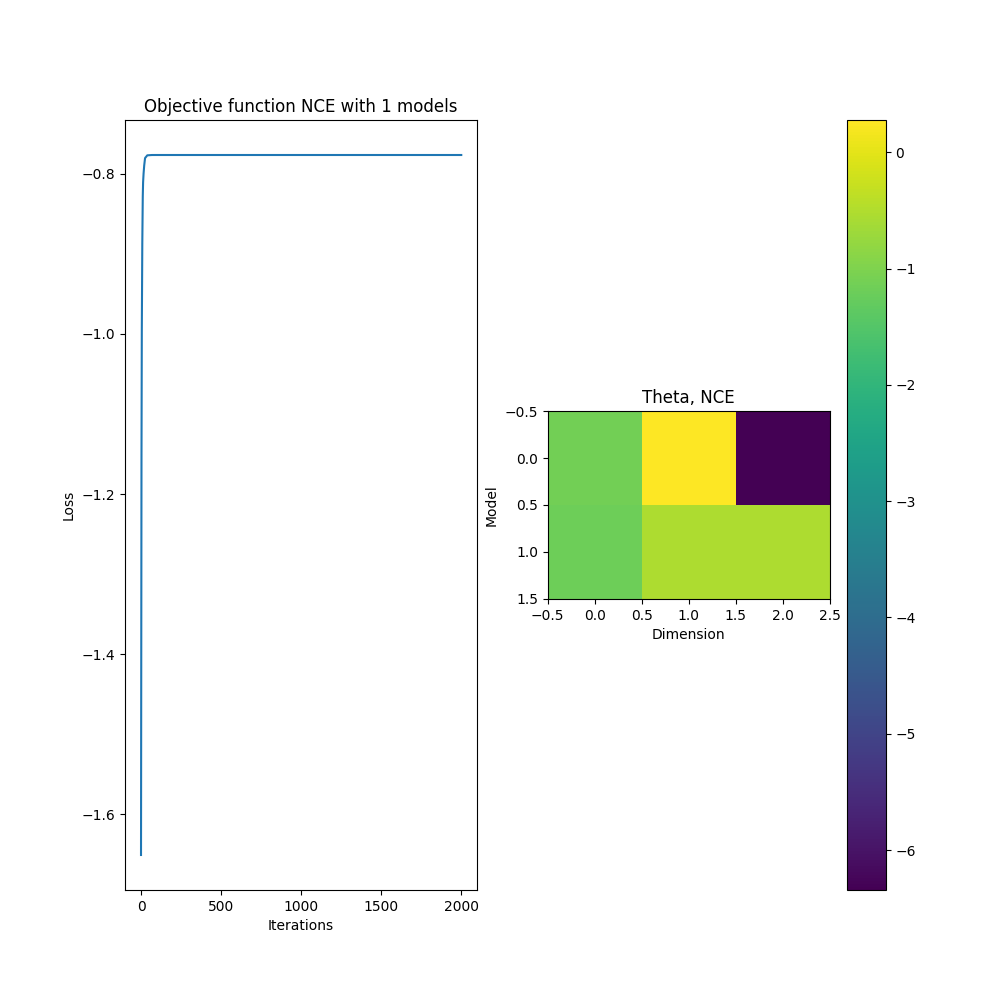 Objective function NCE with 1 models
−0.8
−1.0
−1.2
−1.4
−1.6
Loss
0 500 1000 1500 2000
Iterations
Theta, NCE
−0.5
0.0
0.5
1.0
1.5
Model
−0.5 0.0 0.5 1.0 1.5 2.0 2.5
Dimension
0
−1
−2
−3
−4
−5
−6